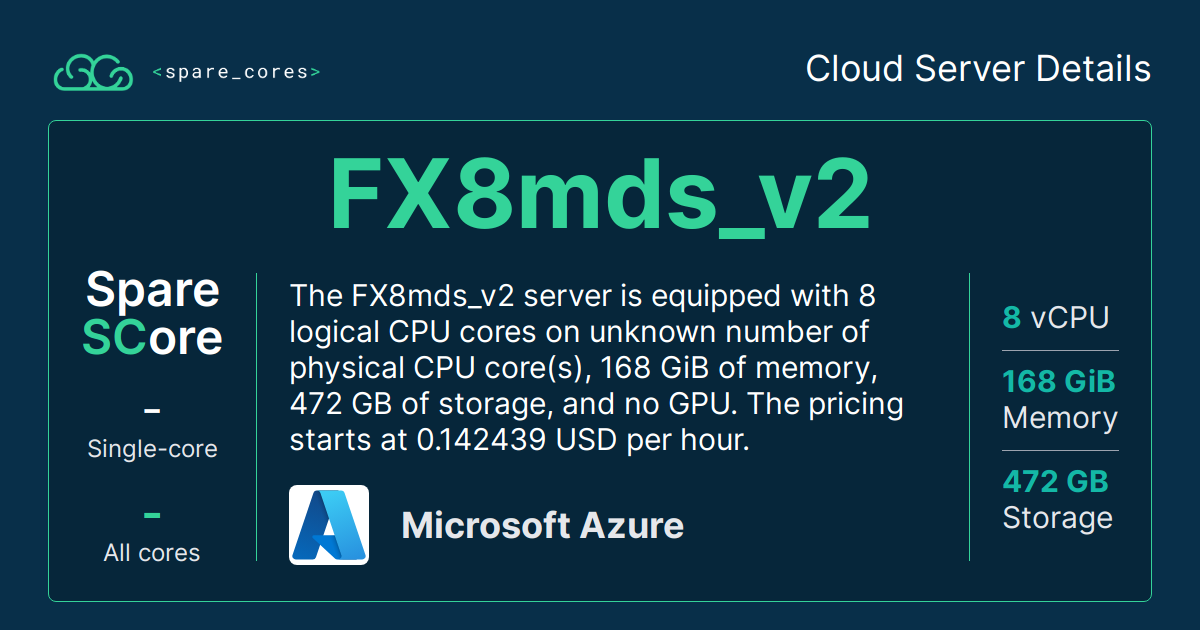 <spare_cores>
Cloud Server Details
FX8mds_v2
Spare
SCore
-
Single-core
-
All cores
The FX8mds_v2 server is equipped with 8
logical CPU cores on unknown number of
physical CPU core(s), 168 GiB of memory,
472 GB of storage, and no GPU. The pricing
starts at 0.142439 USD per hour.
Microsoft Azure
8 vCPU
168 GiB
Memory
472 GB
Storage